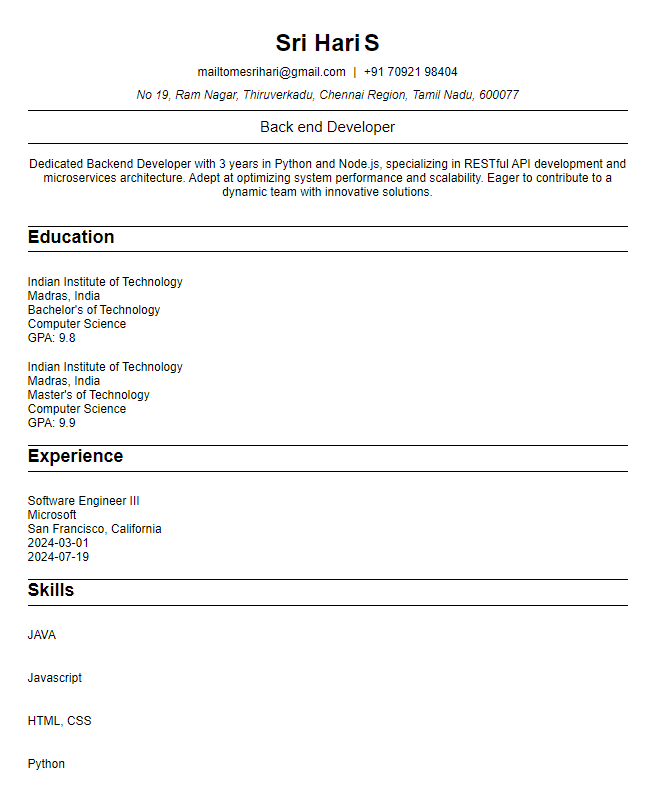 Sri Hari S
mailtomesrihari@gmail.com | +91 70921 98404
No 19, Ram Nagar, Thiruverkadu, Chennai Region, Tamil Nadu, 600077
Back end Developer
Dedicated Backend Developer with 3 years in Python and Node.js, specializing in RESTful API development and
microservices architecture. Adept at optimizing system performance and scalability. Eager to contribute to a
dynamic team with innovative solutions.
Education
Indian Institute of Technology
Madras, India
Bachelor's of Technology
Computer Science
GPA: 9.8
Indian Institute of Technology
Madras, India
Master's of Technology
Computer Science
GPA: 9.9
Experience
Software Engineer III
Microsoft
San Francisco, California
2024-03-01
2024-07-19
Skills
JAVA
Javascript
HTML, CSS
Python